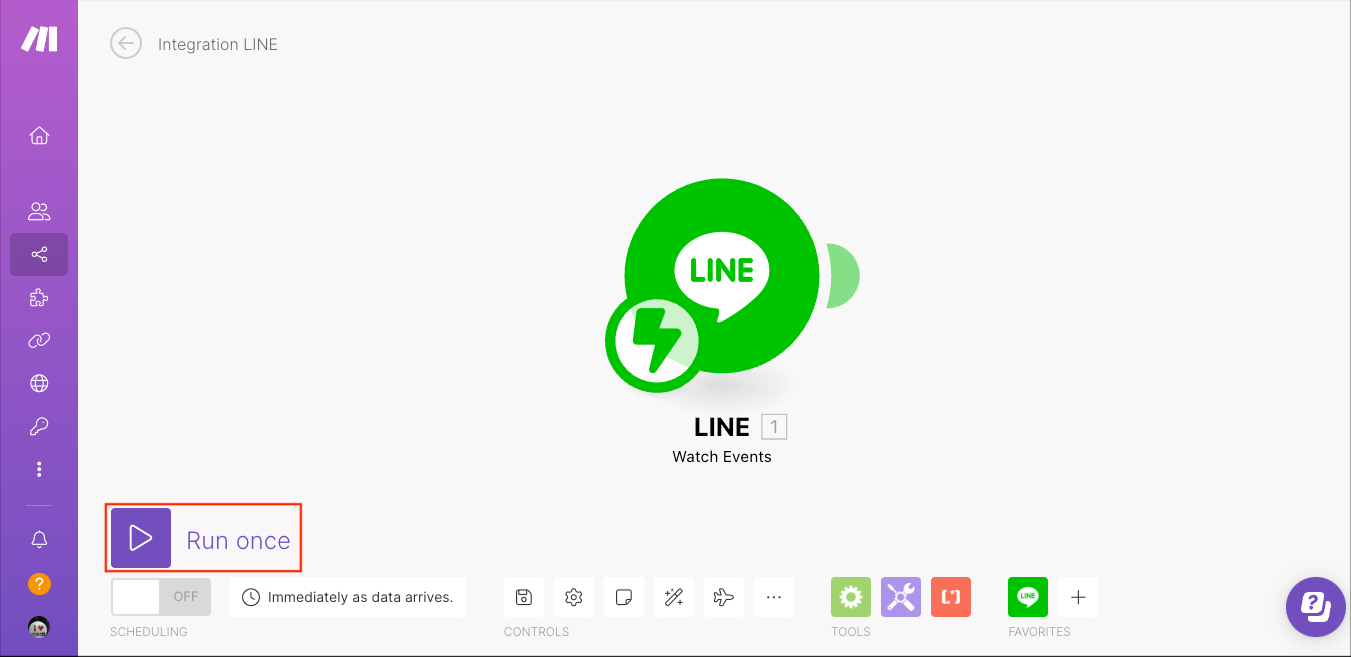 Integration LINE
LINE
LINE 1
Watch Events
Run once
OFF
Immediately as data arrives.
LINE
SCHEDULING
CONTROLS
TOOLS
FAVORITES